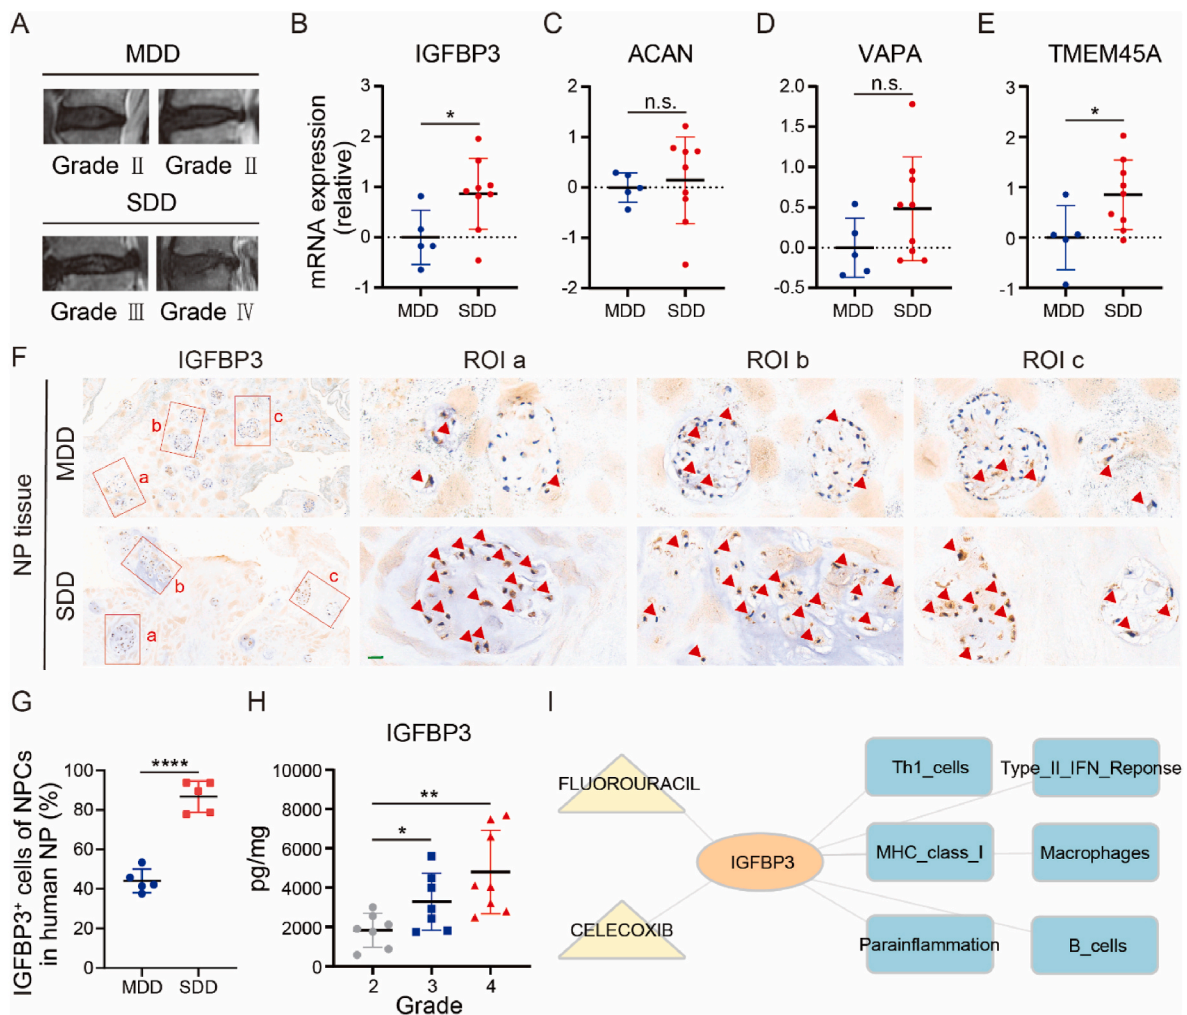 A
MDD
Grade Ⅱ
Grade Ⅱ
SDD
Grade Ⅲ
Grade Ⅳ
B
IGFBP3
mRNA expression
(relative)
3
2
1
0
-1
*
MDD
SDD
C
ACAN
2
1
0
-1
-2
n.s.
MDD
SDD
D
VAPA
2.0
1.5
1.0
0.5
0.0
-0.5
n.s.
MDD
SDD
E
TMEM45A
3
2
1
0
-1
*
MDD
SDD
F
IGFBP3
ROI a
ROI b
ROI c
NP tissue
MDD
a
b
c
SDD
a
b
c
G
IGFBP3⁺ cells of NPCs
in human NP (%)
100
80
60
40
20
0
****
MDD
SDD
H
IGFBP3
pg/mg
10000
8000
6000
4000
2000
0
**
*
2
3
4
Grade
I
FLUOROURACIL
CELECOXIB
IGFBP3
Th1_cells
Type_II_IFN_Reponse
MHC_class_I
Macrophages
Parainflammation
B_cells